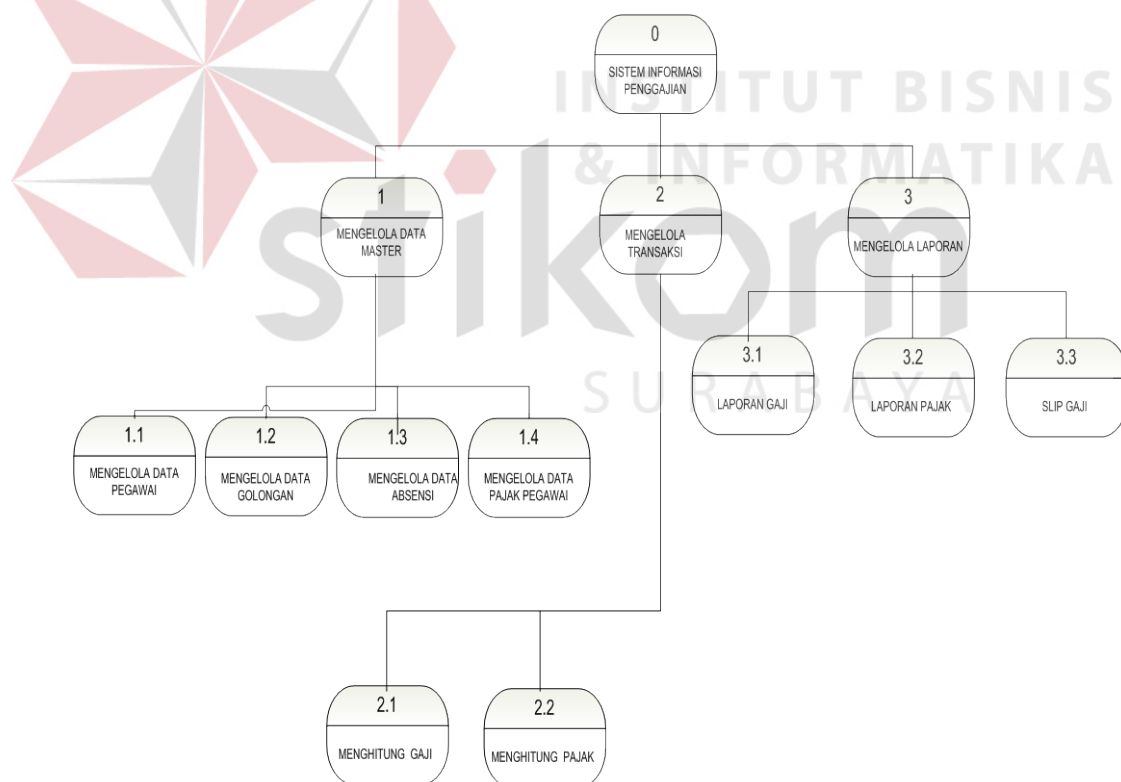 0
SISTEM INFORMASI
PENGGAJIAN
INSTITUT BISNIS
& INFORMATIKA
stikom
SURABAYA
1
MENGELOLA DATA
MASTER
2
MENGELOLA
TRANSAKSI
3
MENGELOLA LAPORAN
3.1
LAPORAN GAJI
3.2
LAPORAN PAJAK
3.3
SLIP GAJI
1.1
MENGELOLA DATA
PEGAWAI
1.2
MENGELOLA DATA
GOLONGAN
1.3
MENGELOLA DATA
ABSENSI
1.4
MENGELOLA DATA
PAJAK PEGAWAI
2.1
MENGHITUNG GAJI
2.2
MENGHITUNG PAJAK